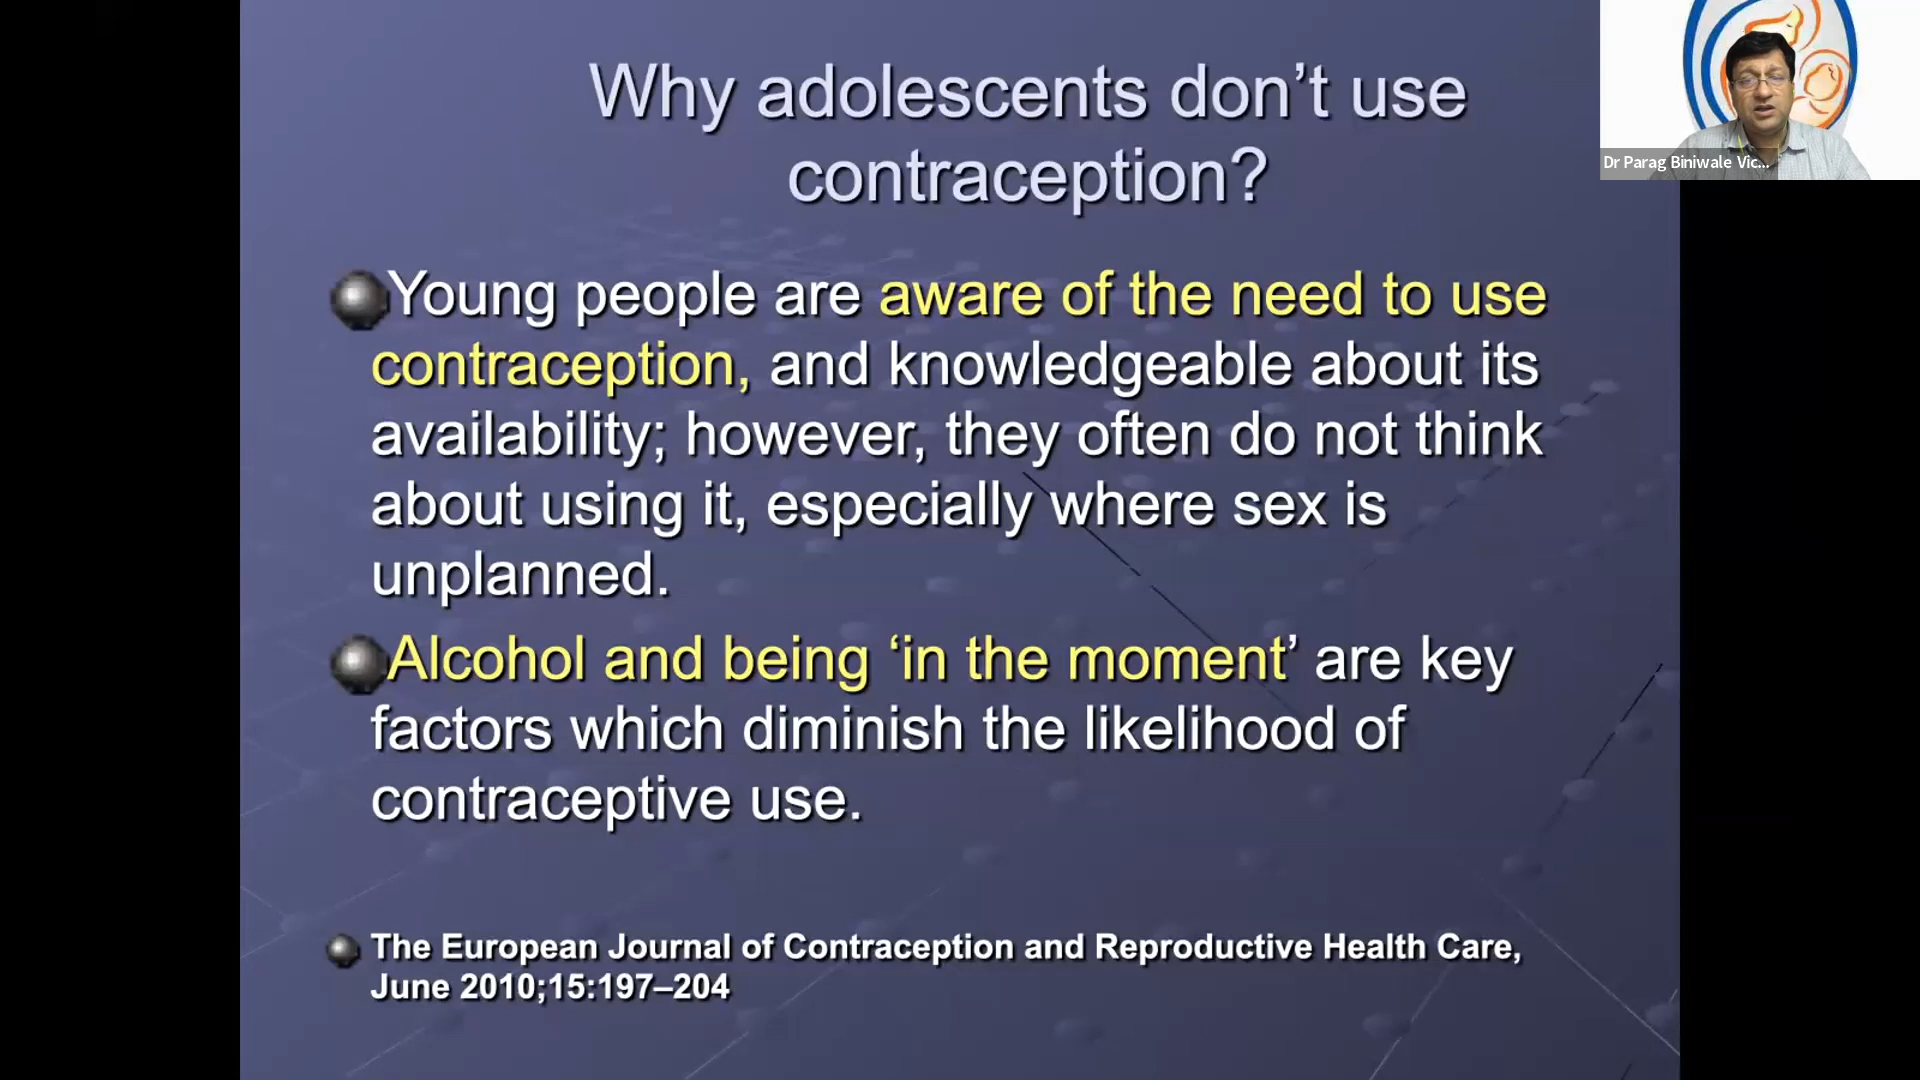 Why adolescents don’t use
contraception?
Young people are aware of the need to use
contraception, and knowledgeable about its
availability; however, they often do not think
about using it, especially where sex is
unplanned.
Alcohol and being ‘in the moment’ are key
factors which diminish the likelihood of
contraceptive use.
The European Journal of Contraception and Reproductive Health Care,
June 2010;15:197–204
Dr Parag Biniwale Vic...